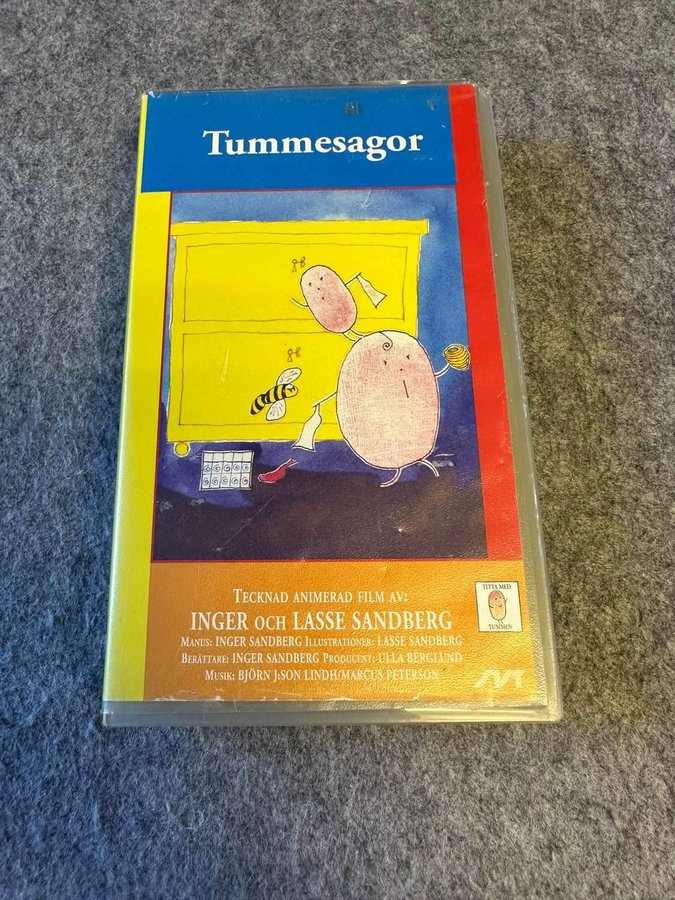 Tummesagor
TECKNAD ANIMERAD FILM AV:
INGER OCH LASSE SANDBERG
MANUS: INGER SANDBERG ILLUSTRATIONER: LASSE SANDBERG
BERÄTTARE: INGER SANDBERG PRODUCENT: ULLA BERGLUND
MUSIK: BJÖRN J:SON LINDH/MARCUS PETERSON
TITTA MED
TUMMEN
SVT